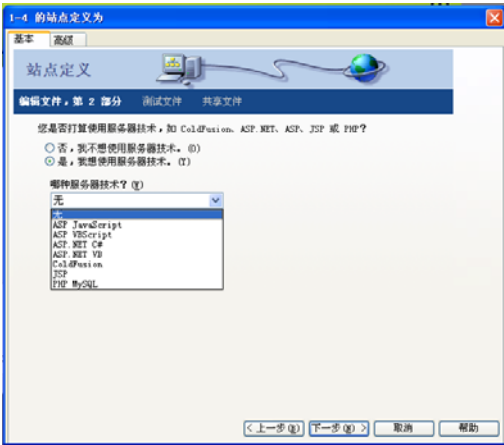 1-4 的站点定义为
基本 高级
站点定义
编辑文件，第 2 部分 测试文件 共享文件
您是否打算使用服务器技术，如 ColdFusion、ASP.NET、ASP、JSP 或 PHP？
否，我不想使用服务器技术。(O)
是，我想使用服务器技术。(Y)
哪种服务器技术？(W)
无
无
ASP JavaScript
ASP VBScript
ASP.NET C#
ASP.NET VB
ColdFusion
JSP
PHP MySQL
< 上一步(B) 下一步(N) > 取消 帮助